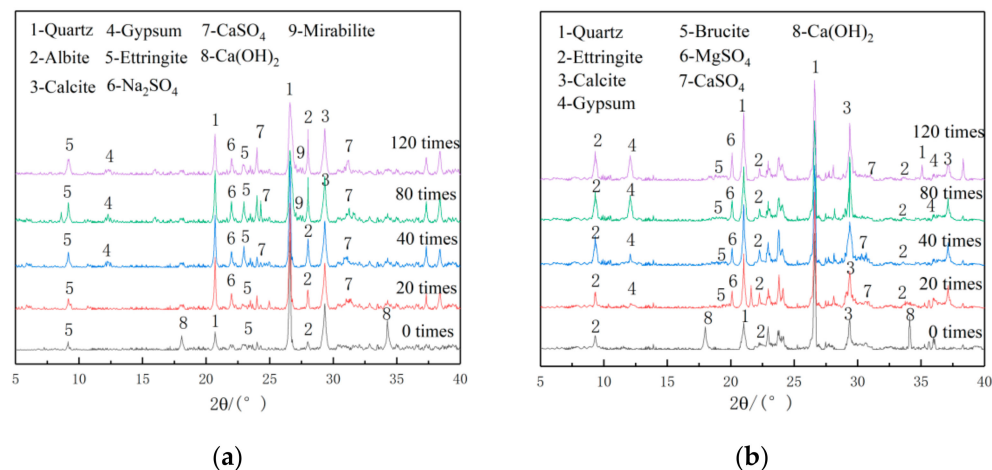 (a)
1-Quartz 4-Gypsum 7-CaSO₄ 9-Mirabilite
2-Albite 5-Ettringite 8-Ca(OH)₂
3-Calcite 6-Na₂SO₄
1
1 2 3
5 4 6 5 7 9 7 120 times
3
5 4 6 5 7 9 7 80 times
5 4 6 5 7 2 7 40 times
5 6 5 2 7 20 times
5 8 1 5 2 8 0 times
5 10 15 20 25 30 35 40
2θ/(°)
(a)
(b)
1-Quartz 5-Brucite 8-Ca(OH)₂
2-Ettringite 6-MgSO₄
3-Calcite 7-CaSO₄
4-Gypsum
1
1 3
2 4 5 6 2 7 2 1 4 3 120 times
2 4 5 6 2 2 4 80 times
2 4 5 6 2 7 2 40 times
2 4 5 6 2 3 7 20 times
2 8 1 2 3 8 0 times
5 10 15 20 25 30 35 40
2θ/(°)
(b)